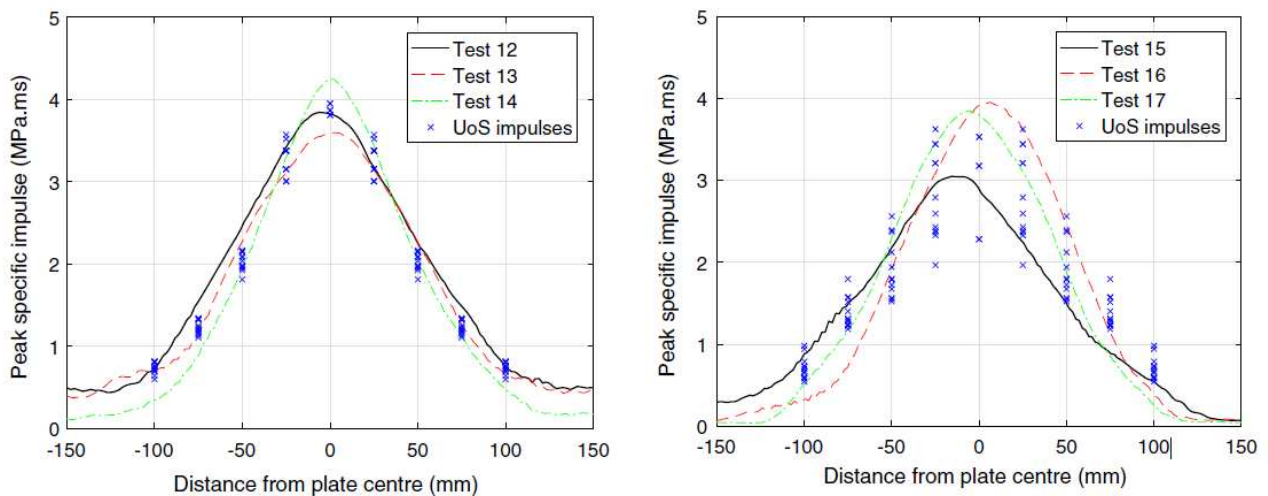 5
4
3
2
1
0
Peak specific impulse (MPa.ms)
-150 -100 -50 0 50 100 150
Distance from plate centre (mm)
Test 12
Test 13
Test 14
UoS impulses
5
4
3
2
1
0
Peak specific impulse (MPa.ms)
-150 -100 -50 0 50 100 150
Distance from plate centre (mm)
Test 15
Test 16
Test 17
UoS impulses